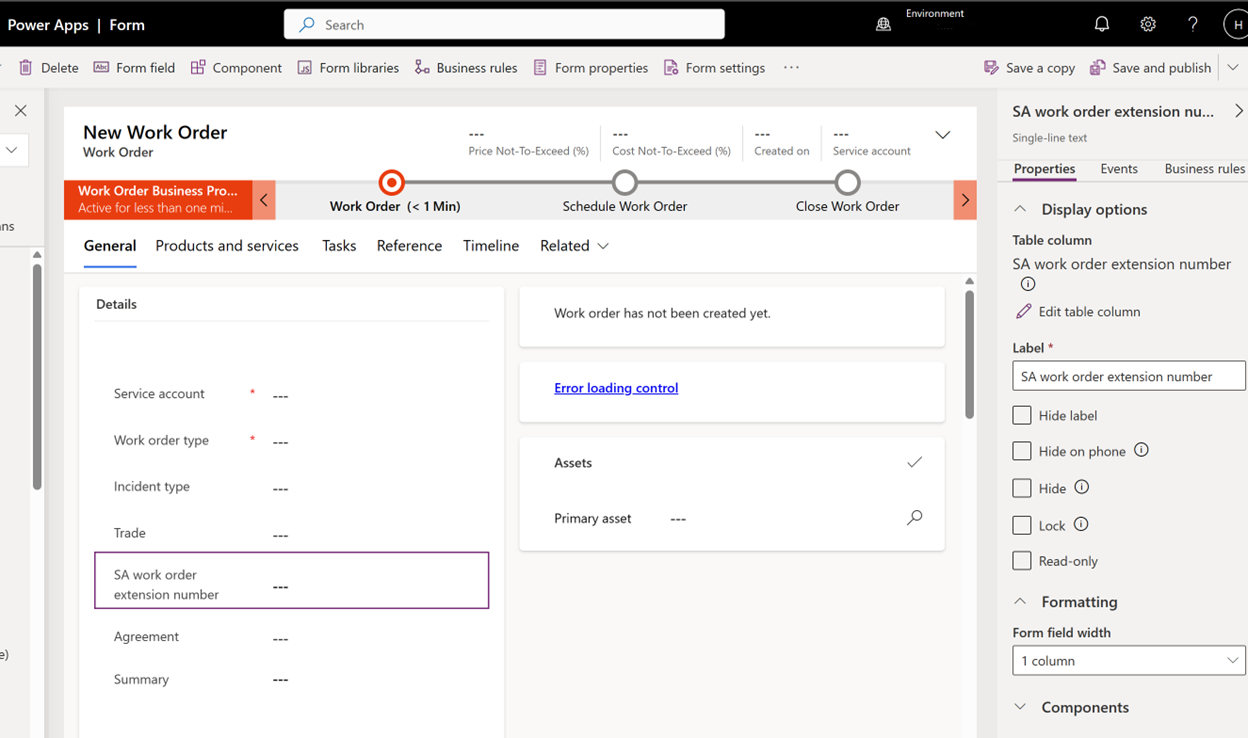 Power Apps | Form
Search
Environment
H
Delete
Form field
Component
Form libraries
Business rules
Form properties
Form settings
...
Save a copy
Save and publish
New Work Order
Work Order
---
Price Not-To-Exceed (%)
---
Cost Not-To-Exceed (%)
---
Created on
---
Service account
Work Order Business Pro...
Active for less than one mi...
Work Order (< 1 Min)
Schedule Work Order
Close Work Order
ns
General
Products and services
Tasks
Reference
Timeline
Related
Details
Service account * ---
Work order type * ---
Incident type ---
Trade ---
SA work order
extension number ---
Agreement ---
Summary ---
e)
Work order has not been created yet.
Error loading control
Assets
Primary asset ---
SA work order extension nu...
Single-line text
Properties
Events
Business rules
Display options
Table column
SA work order extension number
Edit table column
Label *
SA work order extension number
Hide label
Hide on phone
Hide
Lock
Read-only
Formatting
Form field width
1 column
Components